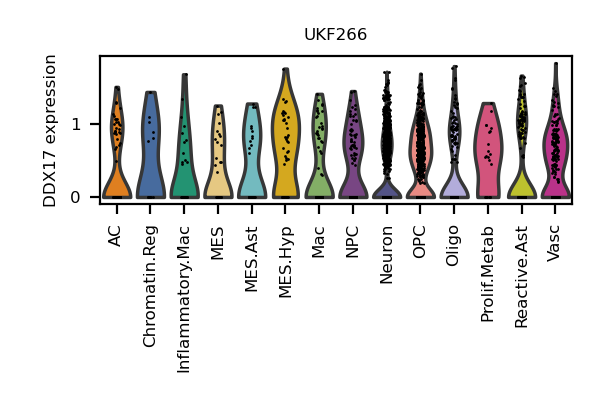 UKF266
DDX17 expression
1
0
AC
Chromatin.Reg
Inflammatory.Mac
MES
MES.Ast
MES.Hyp
Mac
NPC
Neuron
OPC
Oligo
Prolif.Metab
Reactive.Ast
Vasc